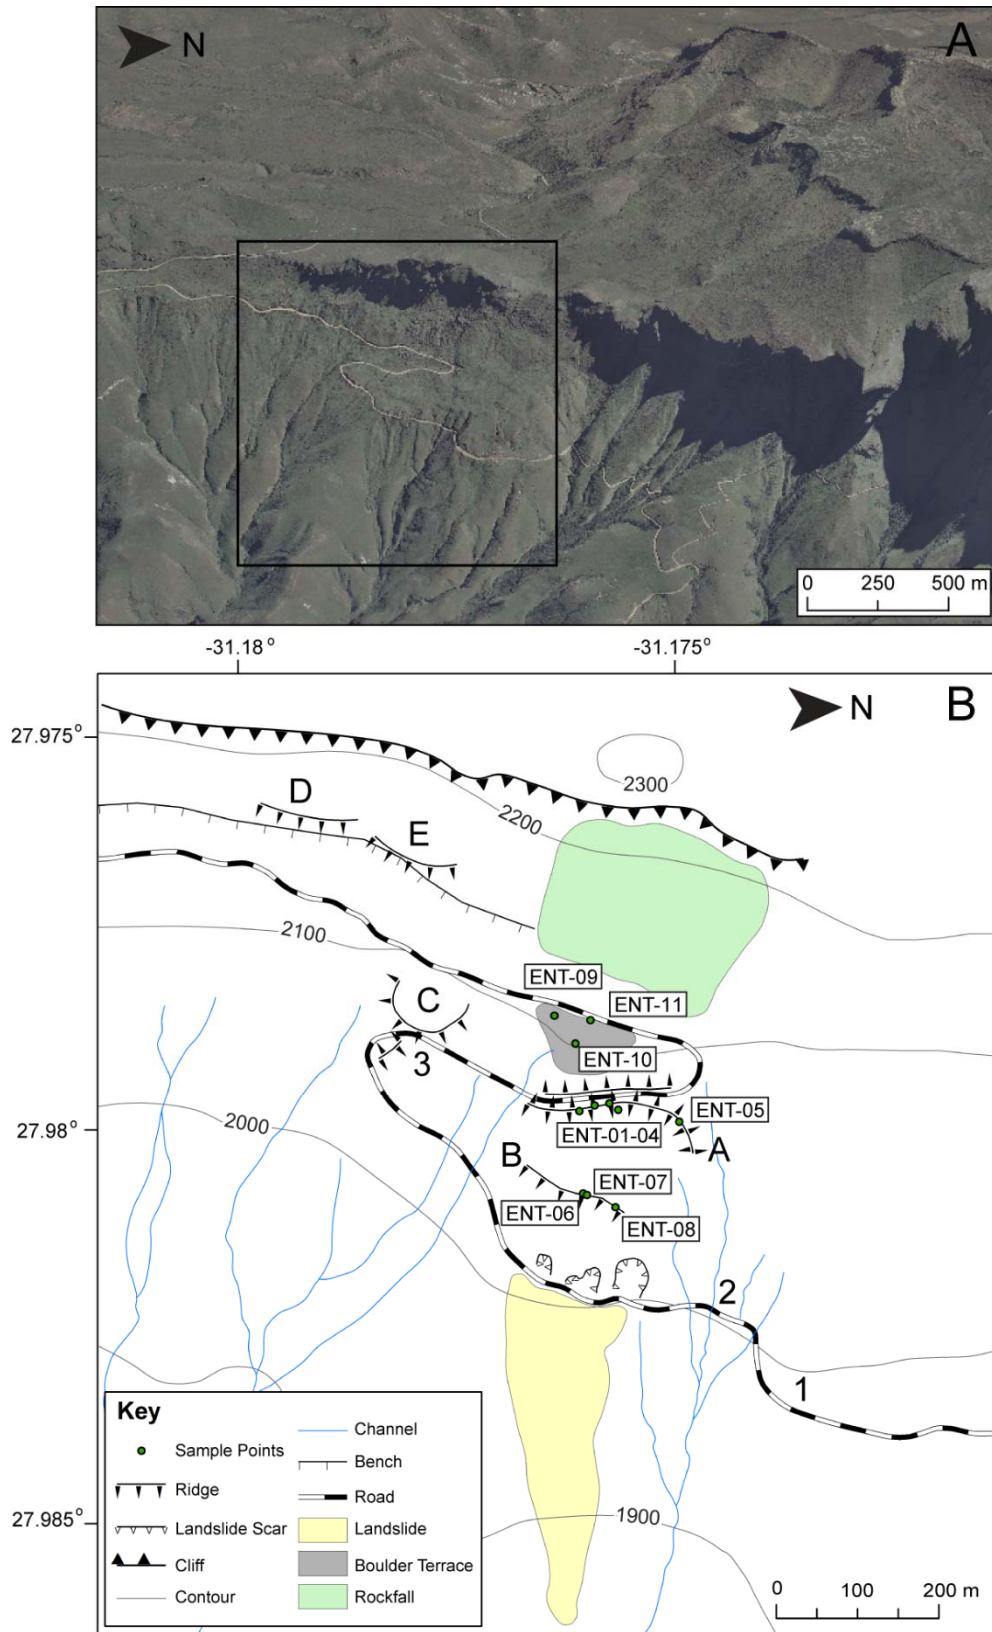 N
A
0 250 500 m
-31.18° -31.175°
N
B
27.975°
2300
D
2200
E
2100
ENT-09
ENT-11
C
ENT-10
3
27.98°
2000
ENT-05
ENT-01-04
A
B
ENT-07
ENT-06
ENT-08
2
1
Key
Sample Points
Ridge
Landslide Scar
Cliff
Contour
Channel
Bench
Road
Landslide
Boulder Terrace
Rockfall
27.985°
1900
0 100 200 m